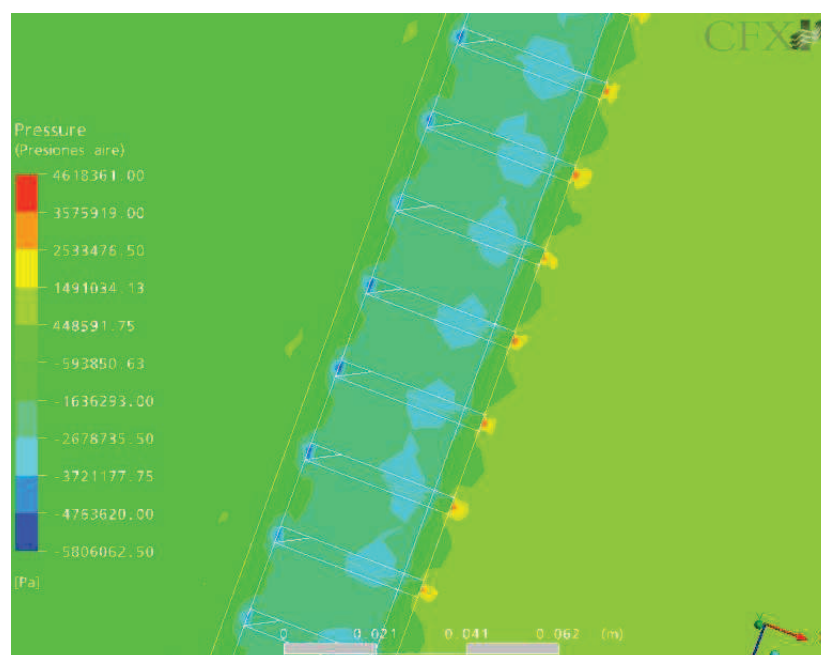 CFX
Pressure
(Presiones aire)
4618361.00
3575919.00
2533476.50
1491034.13
448591.75
-593850.63
-1636293.00
-2678735.50
-3721177.75
-4763620.00
-5806062.50
[Pa]
0 0.021 0.041 0.062 (m)